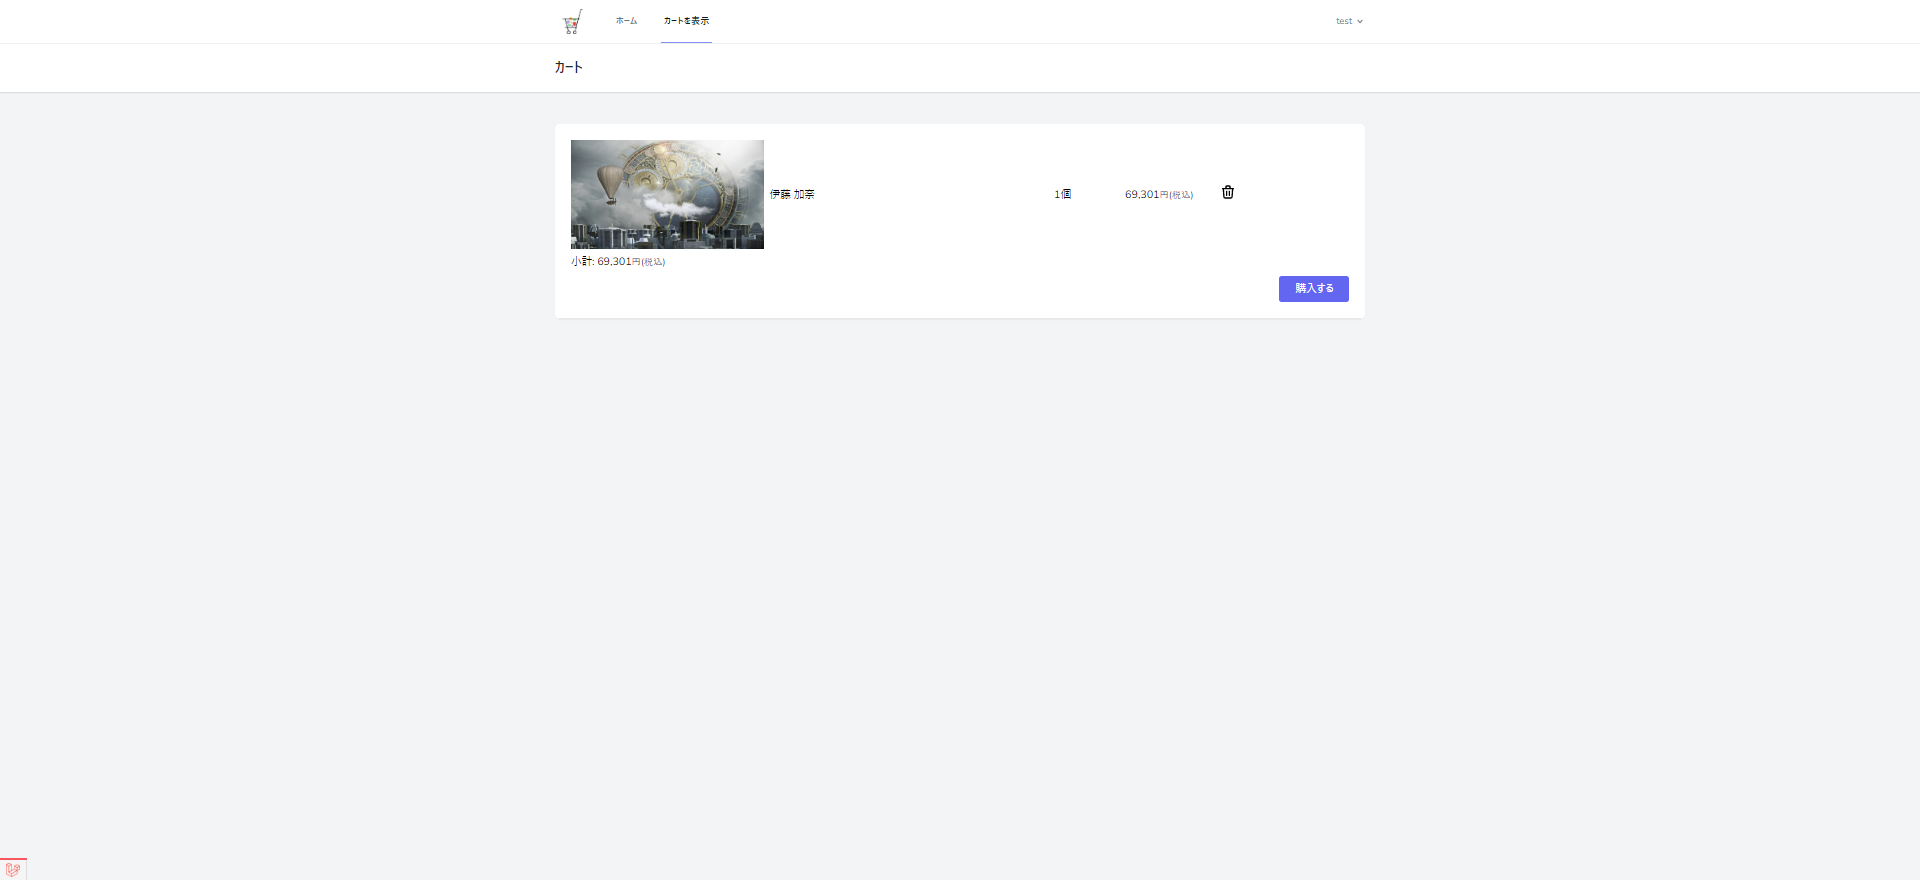 ホーム カートを表示 test
カート
伊藤 加奈 1個 69,301円(税込)
小計: 69,301円(税込)
購入する